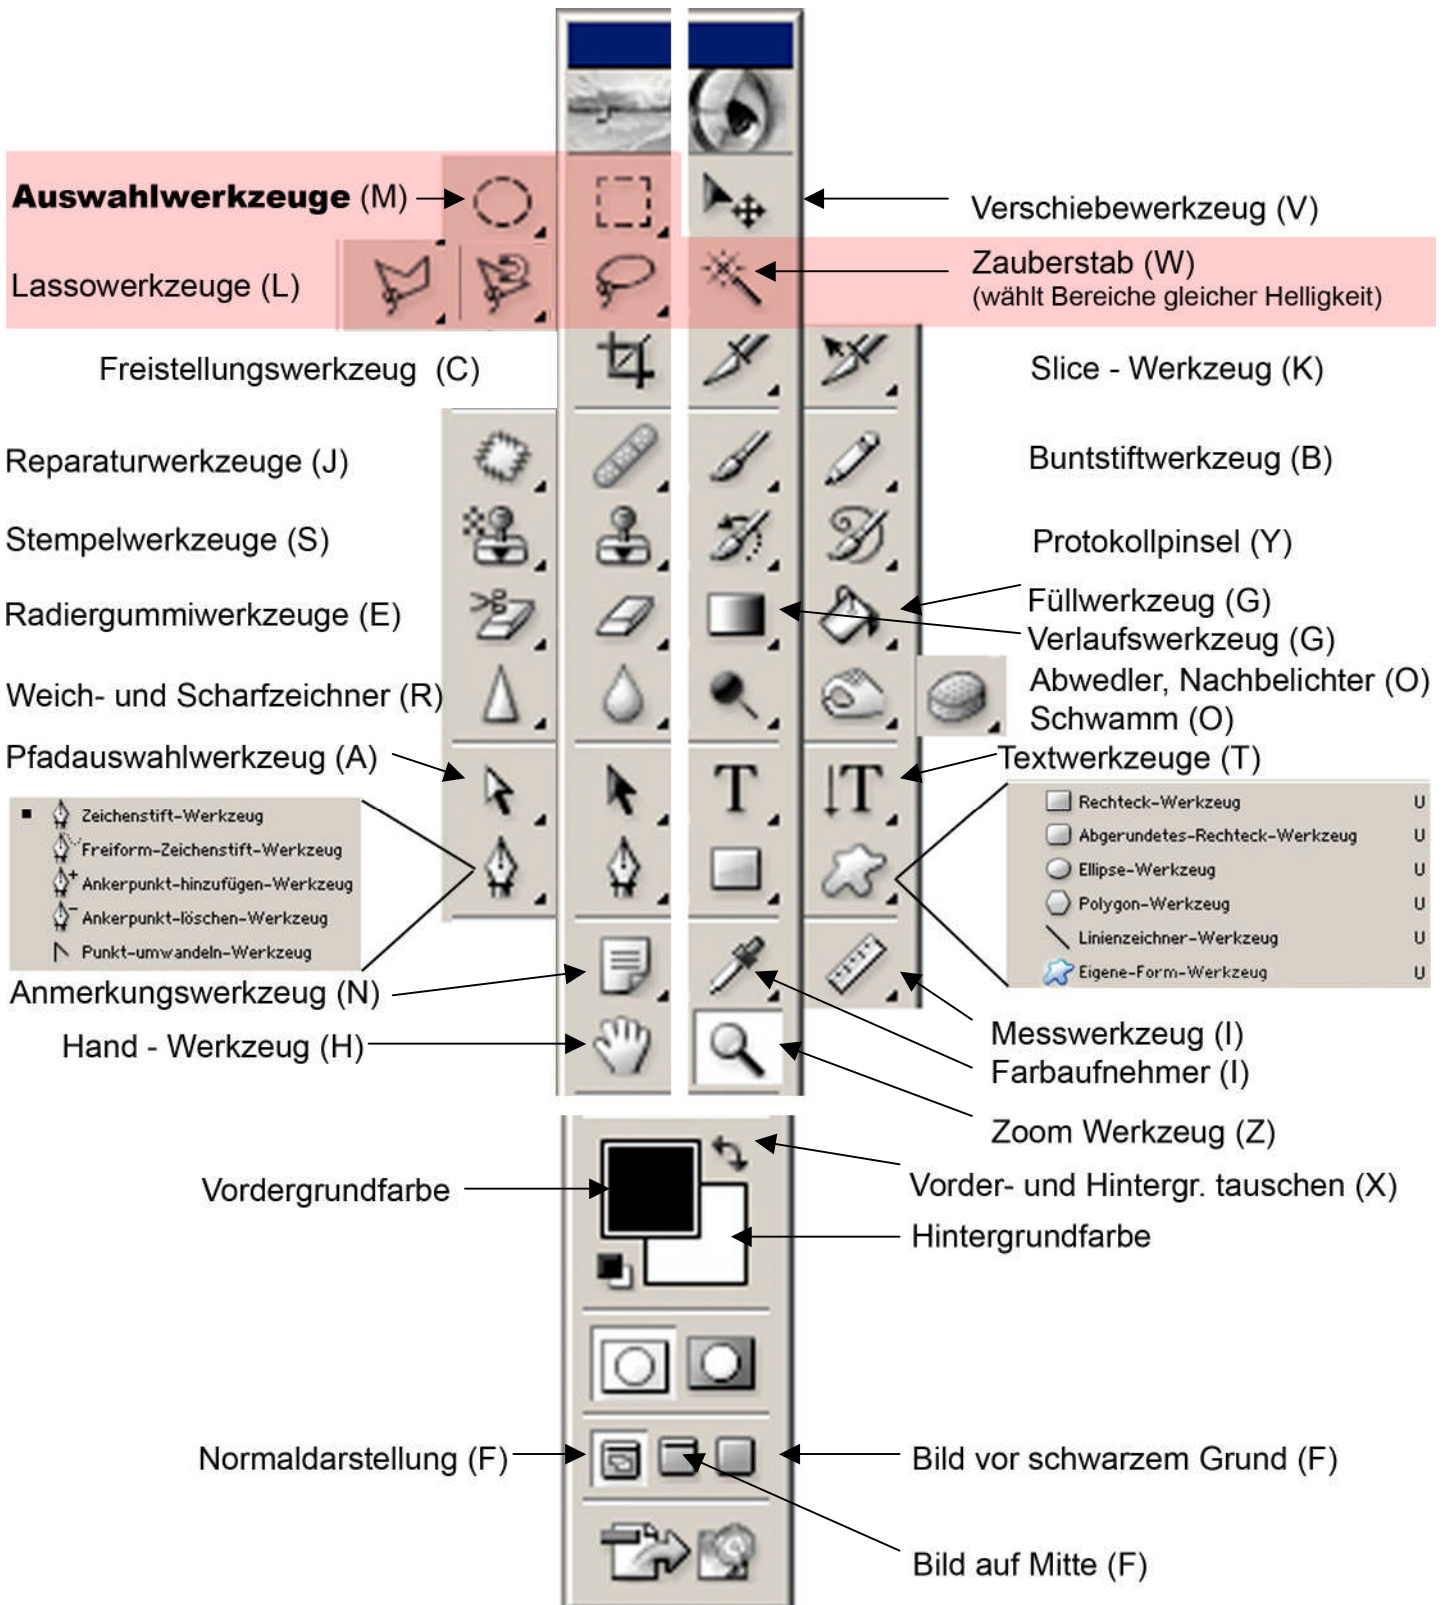 Auswahlwerkzeuge (M)
Verschiebewerkzeug (V)
Lassowerkzeuge (L)
Zauberstab (W)
(wählt Bereiche gleicher Helligkeit)
Freistellungswerkzeug (C)
Slice - Werkzeug (K)
Reparaturwerkzeuge (J)
Buntstiftwerkzeug (B)
Stempelwerkzeuge (S)
Protokollpinsel (Y)
Radiergummiwerkzeuge (E)
Füllwerkzeug (G)
Verlaufswerkzeug (G)
Weich- und Scharfzeichner (R)
Abwedler, Nachbelichter (O)
Schwamm (O)
Pfadauswahlwerkzeug (A)
Textwerkzeuge (T)
T
T
Zeichenstift-Werkzeug
Freiform-Zeichenstift-Werkzeug
Ankerpunkt-hinzufügen-Werkzeug
Ankerpunkt-löschen-Werkzeug
Punkt-umwandeln-Werkzeug
Rechteck-Werkzeug U
Abgerundetes-Rechteck-Werkzeug U
Ellipse-Werkzeug U
Polygon-Werkzeug U
Linienzeichner-Werkzeug U
Eigene-Form-Werkzeug U
Anmerkungswerkzeug (N)
Hand - Werkzeug (H)
Messwerkzeug (I)
Farbaufnehmer (I)
Zoom Werkzeug (Z)
Vordergrundfarbe
Vorder- und Hintergr. tauschen (X)
Hintergrundfarbe
Normaldarstellung (F)
Bild vor schwarzem Grund (F)
Bild auf Mitte (F)